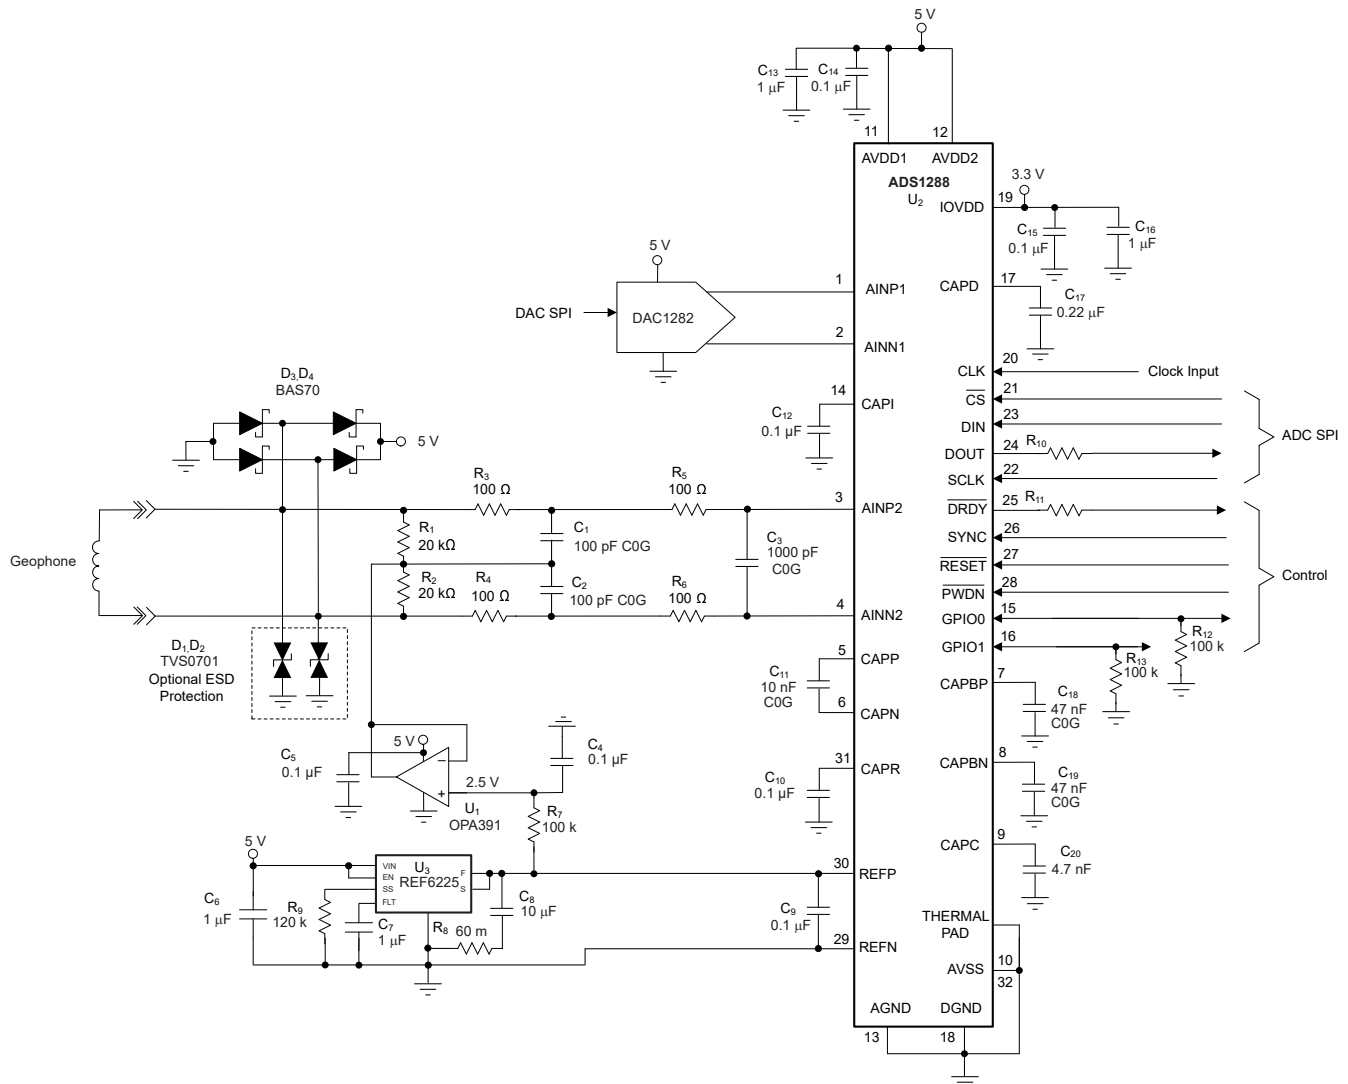 5 V
C13
1 µF
C14
0.1 µF
11
12
AVDD1
AVDD2
ADS1288
U2
3.3 V
IOVDD
19
C15
0.1 µF
C16
1 µF
5 V
DAC SPI
DAC1282
1
AINP1
2
AINN1
CAPD
17
C17
0.22 µF
CLK
20
Clock Input
CS
21
DIN
23
DOUT
24
R10
SCLK
22
ADC SPI
DRDY
25
R11
SYNC
26
RESET
27
PWDN
28
GPIO0
15
R12
100 k
GPIO1
16
R13
100 k
Control
14
CAPI
C12
0.1 µF
D3,D4
BAS70
5 V
Geophone
R3
100 Ω
R5
100 Ω
3
AINP2
R1
20 kΩ
C1
100 pF C0G
C3
1000 pF
C0G
R2
20 kΩ
R4
100 Ω
C2
100 pF C0G
R6
100 Ω
4
AINN2
D1,D2
TVS0701
Optional ESD
Protection
5
CAPP
C11
10 nF
C0G
6
CAPN
CAPBP
7
C18
47 nF
C0G
CAPBN
8
C19
47 nF
C0G
31
CAPR
C10
0.1 µF
C5
0.1 µF
5 V
−
+
2.5 V
C4
0.1 µF
U1
OPA391
R7
100 k
CAPC
9
C20
4.7 nF
5 V
VIN
EN
SS
FLT
U3
REF6225
F
S
C6
1 µF
R9
120 k
C7
1 µF
R8
60 m
C8
10 µF
C9
0.1 µF
30
REFP
29
REFN
THERMAL
PAD
AVSS
10
32
AGND
DGND
13
18